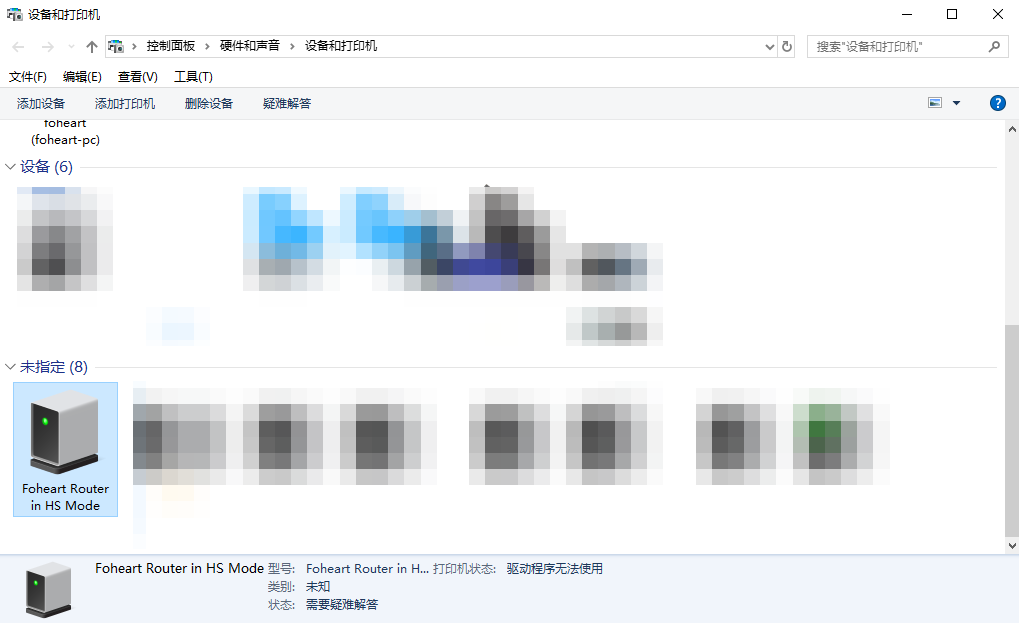 设备和打印机
控制面板 › 硬件和声音 › 设备和打印机
搜索"设备和打印机"
文件(F) 编辑(E) 查看(V) 工具(T)
添加设备 添加打印机 删除设备 疑难解答
foheart
(foheart-pc)
设备 (6)
未指定 (8)
Foheart Router
in HS Mode
Foheart Router in HS Mode 型号: Foheart Router in H... 打印机状态: 驱动程序无法使用
类别: 未知
状态: 需要疑难解答